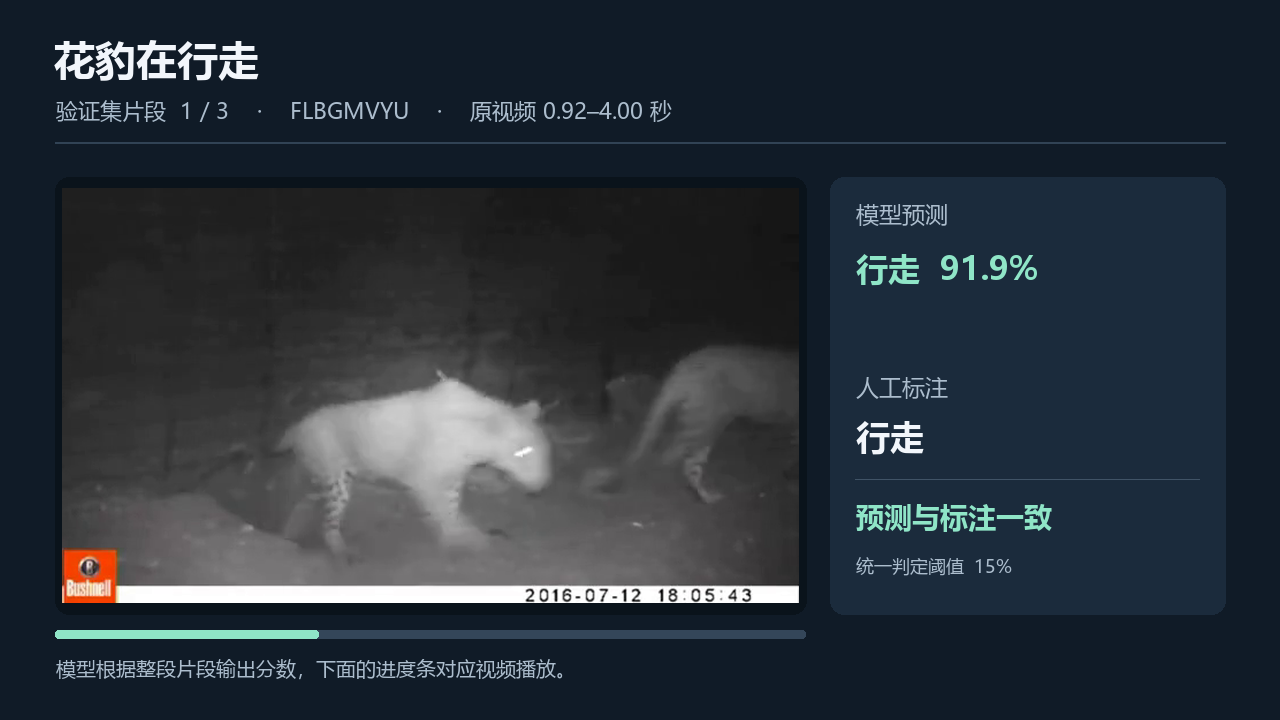 花豹在行走
验证集片段 1 / 3 · FLBGMVYU · 原视频 0.92–4.00 秒
模型预测
行走 91.9%
人工标注
行走
预测与标注一致
统一判定阈值 15%
B
Bushnell
2016-07-12 18:05:43
模型根据整段片段输出分数，下面的进度条对应视频播放。